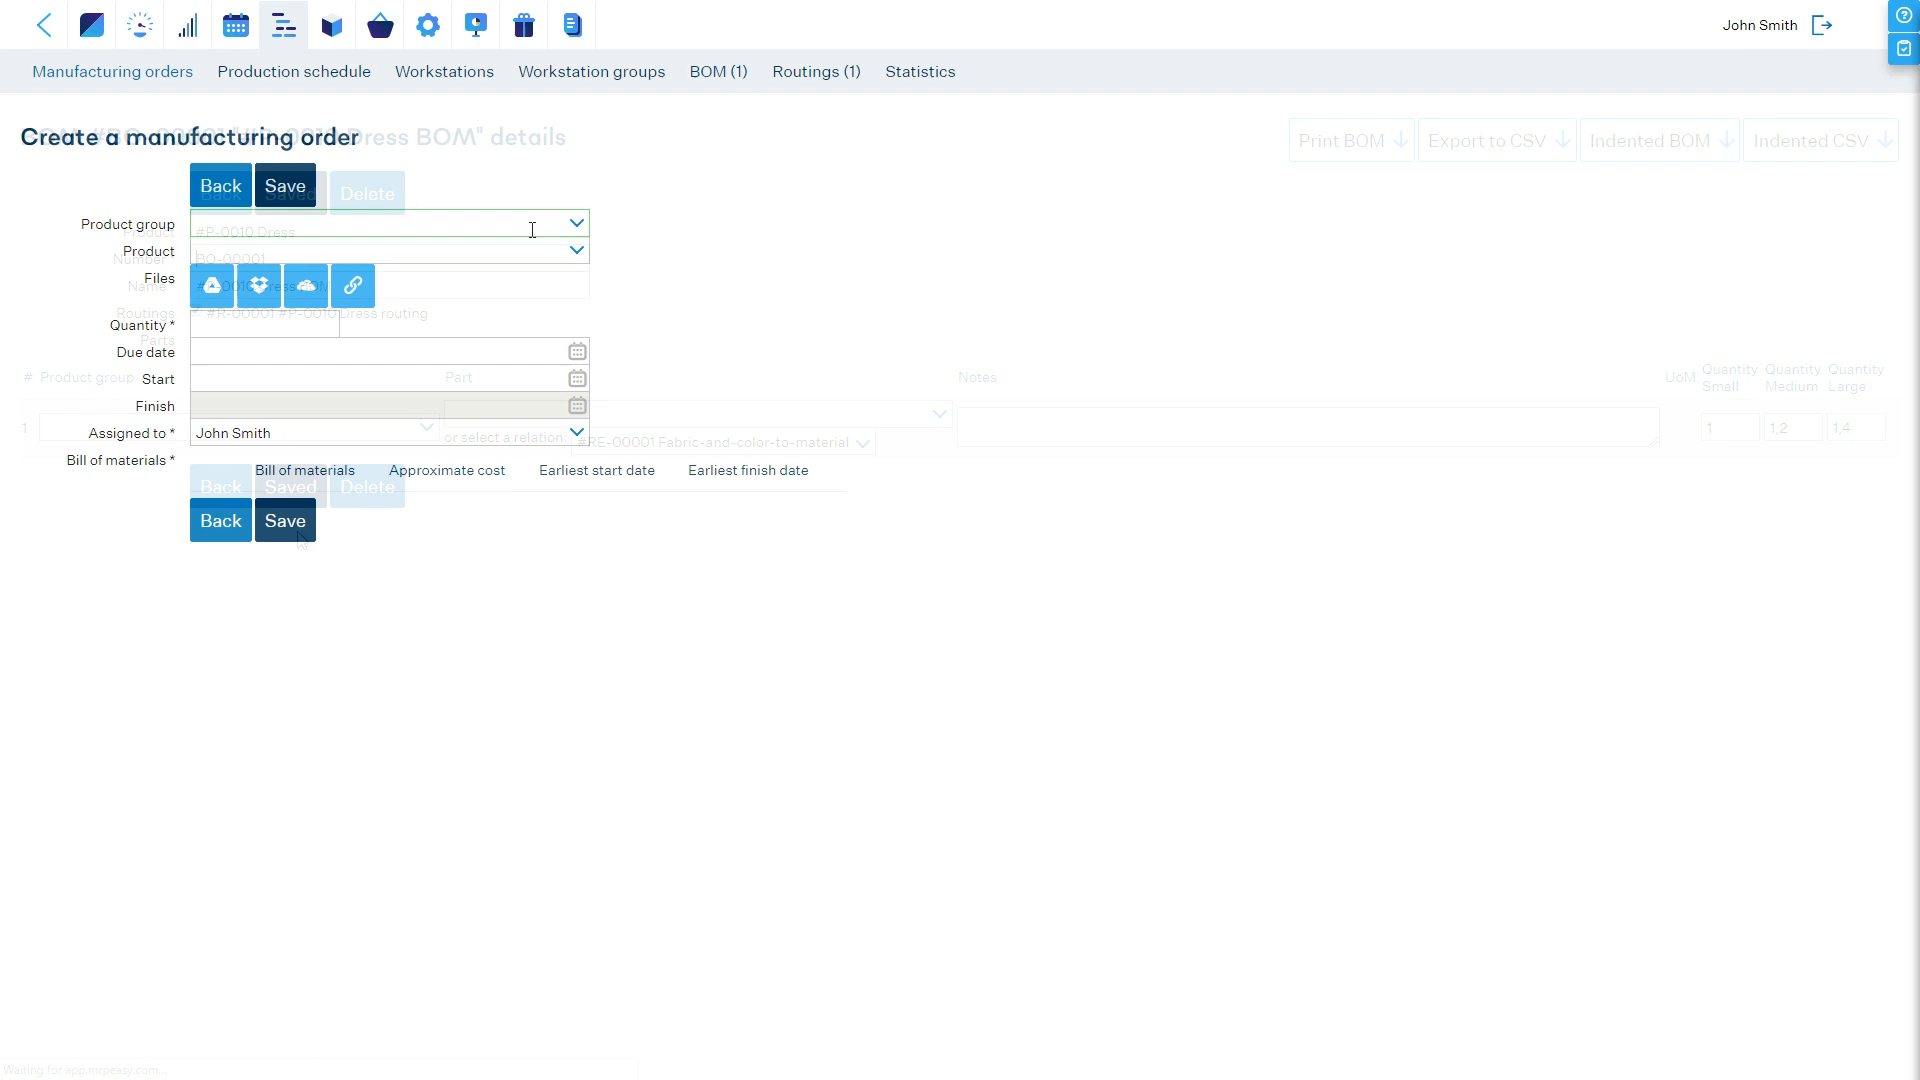 John Smith
Manufacturing orders Production schedule Workstations Workstation groups BOM (1) Routings (1) Statistics
Create a manufacturing order
Dress BOM" details
Print BOM Export to CSV Indented BOM Indented CSV
Back Save
Back Saved Delete
Product group
Product #P-0010 Dress
Product
Number BO-00001
Files
Name #P-0010 Dress BOM
Routings #R-00001 #P-0010 Dress routing
Quantity *
Parts
Due date
# Product group Part Notes UoM Quantity Small Quantity Medium Quantity Large
Start
Finish
1 1 1,2 1,4
Assigned to * John Smith
or select a relation: #RE-00001 Fabric-and-color-to-material
Bill of materials *
Bill of materials Approximate cost Earliest start date Earliest finish date
Back Saved Delete
Back Save
Waiting for app.mrpeasy.com...